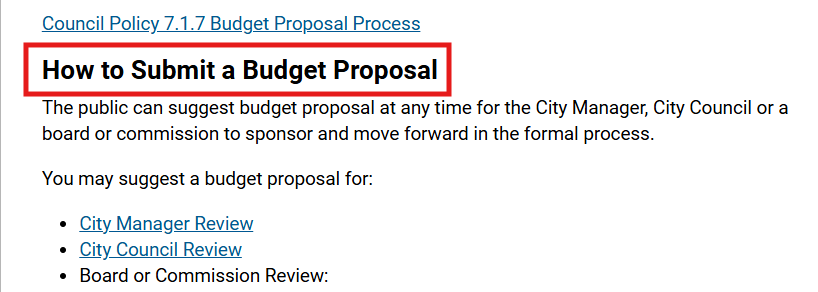 Council Policy 7.1.7 Budget Proposal Process
How to Submit a Budget Proposal
The public can suggest budget proposal at any time for the City Manager, City Council or a
board or commission to sponsor and move forward in the formal process.
You may suggest a budget proposal for:
• City Manager Review
• City Council Review
• Board or Commission Review: